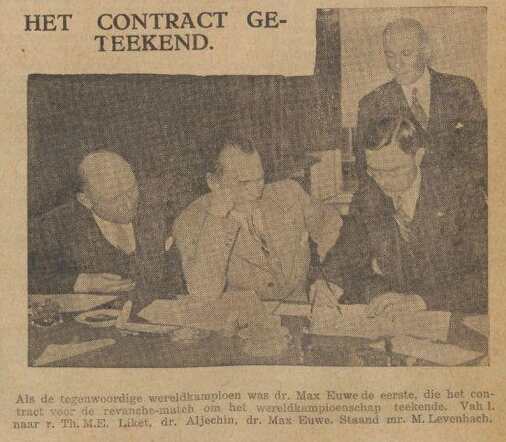 HET CONTRACT GE-
TEEKEND.
Als de tegenwoordige wereldkampioen was dr. Max Euwe de eerste, die het con-
tract voor de revanche-match om het wereldkampioenschap teekende. Van l.
naar r. Th. M.E. Liket, dr. Aljechin, dr. Max Euwe. Staand mr. M. Levenbach.